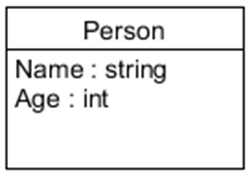 Person
Name : string
Age : int